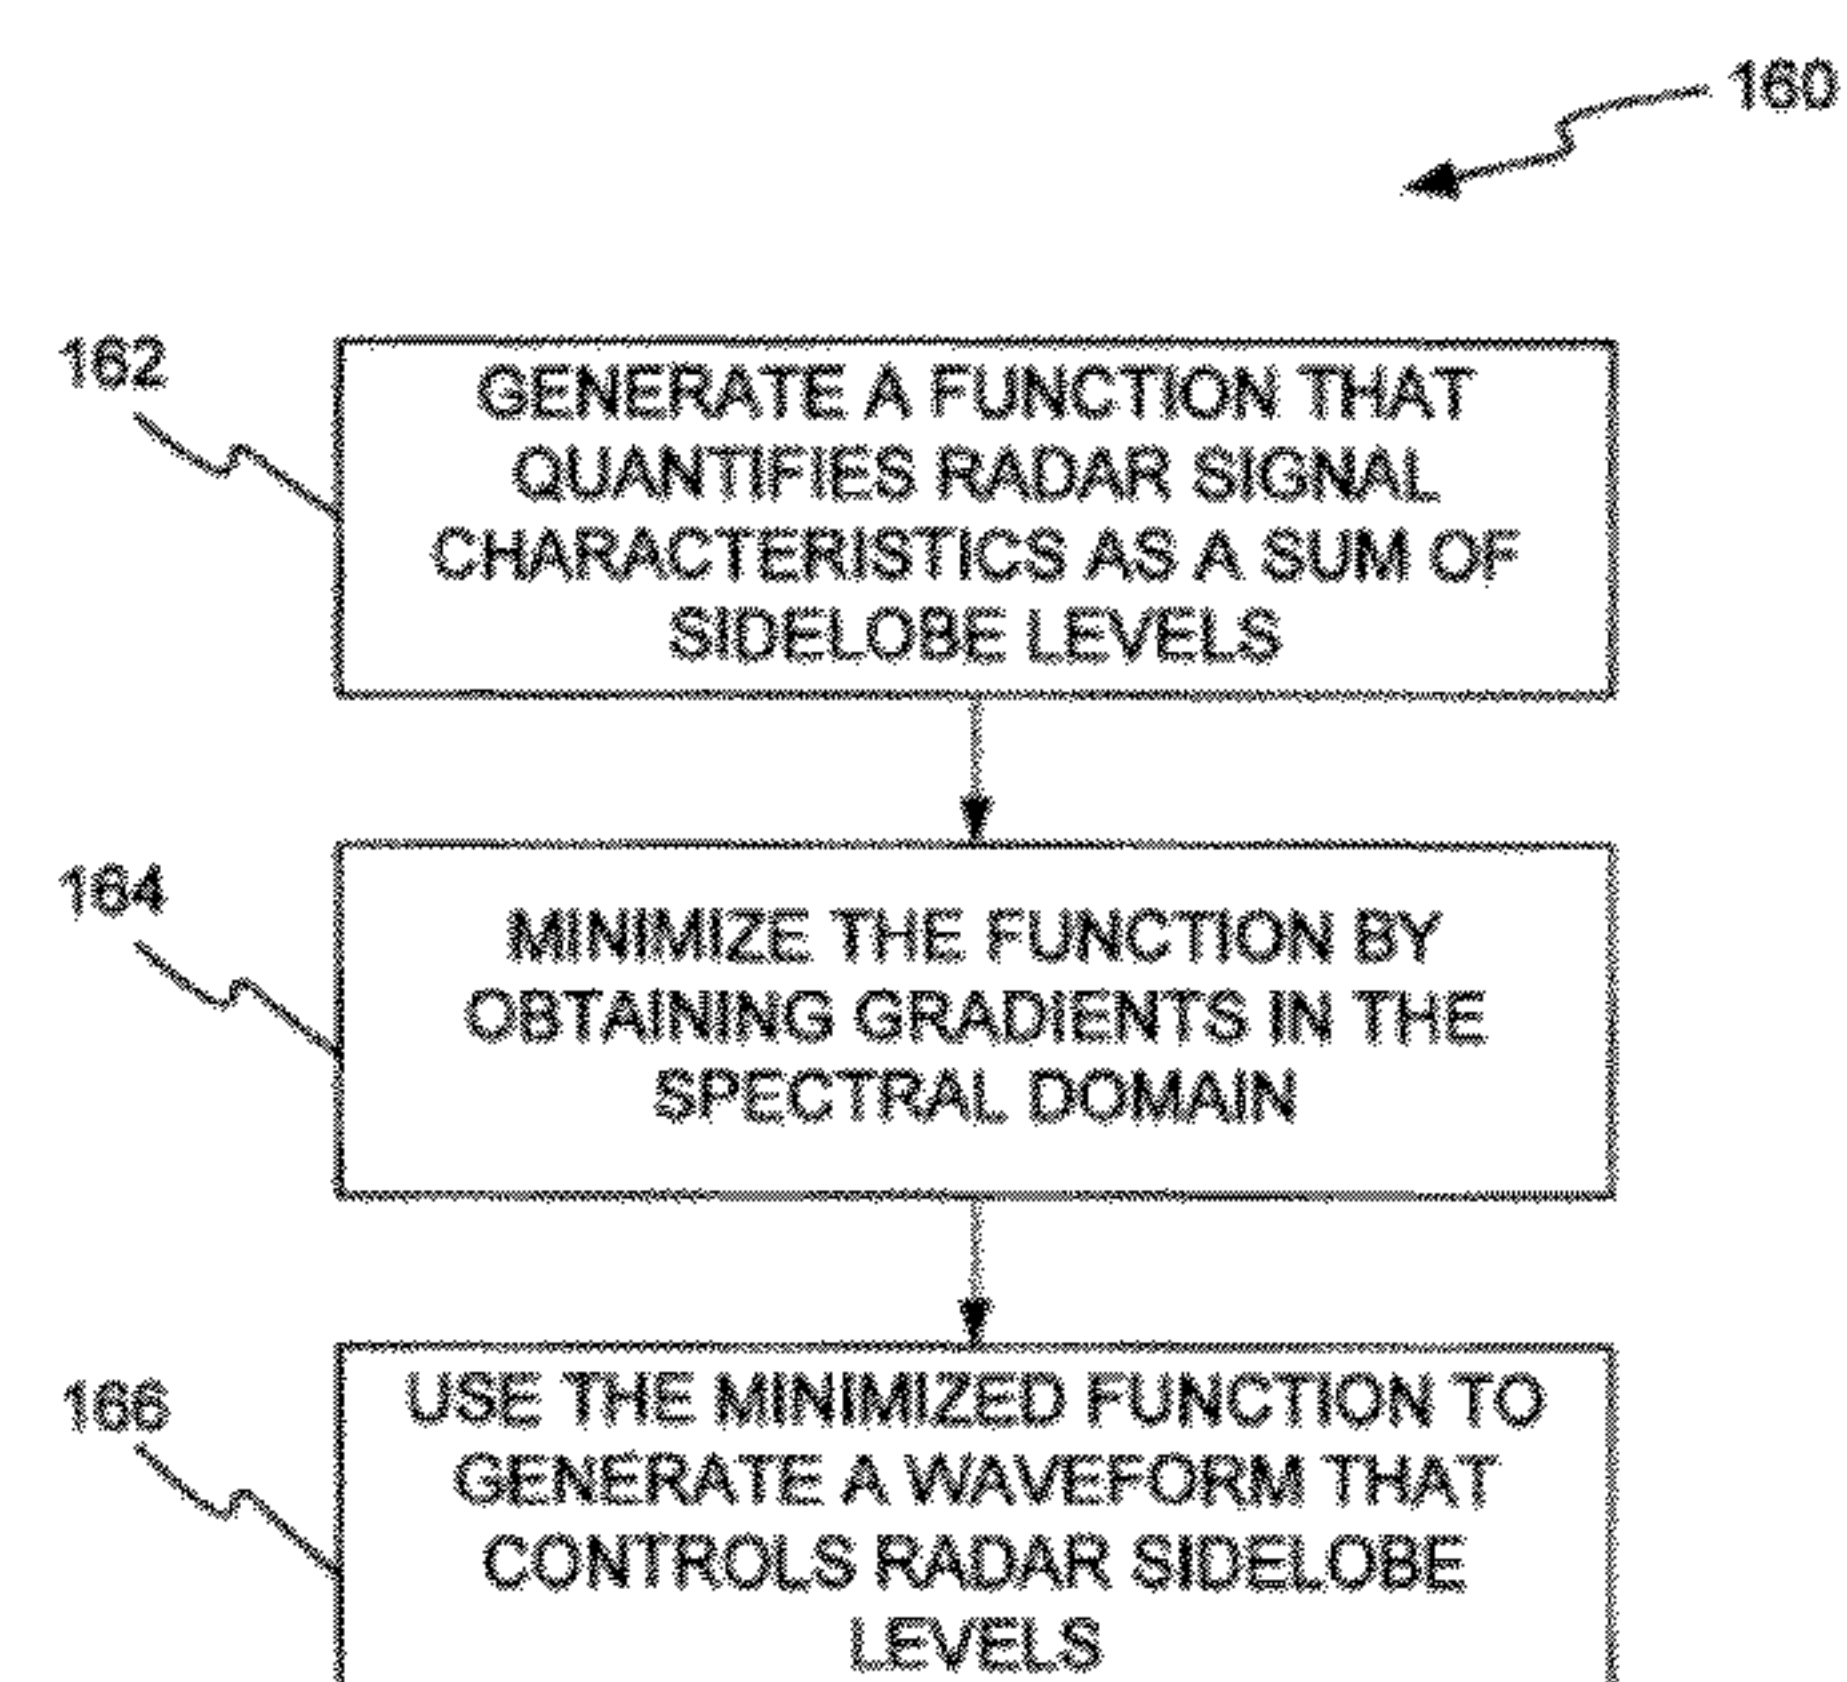 160
162
GENERATE A FUNCTION THAT
QUANTIFIES RADAR SIGNAL
CHARACTERISTICS AS A SUM OF
SIDELOBE LEVELS
164
MINIMIZE THE FUNCTION BY
OBTAINING GRADIENTS IN THE
SPECTRAL DOMAIN
166
USE THE MINIMIZED FUNCTION TO
GENERATE A WAVEFORM THAT
CONTROLS RADAR SIDELOBE
LEVELS